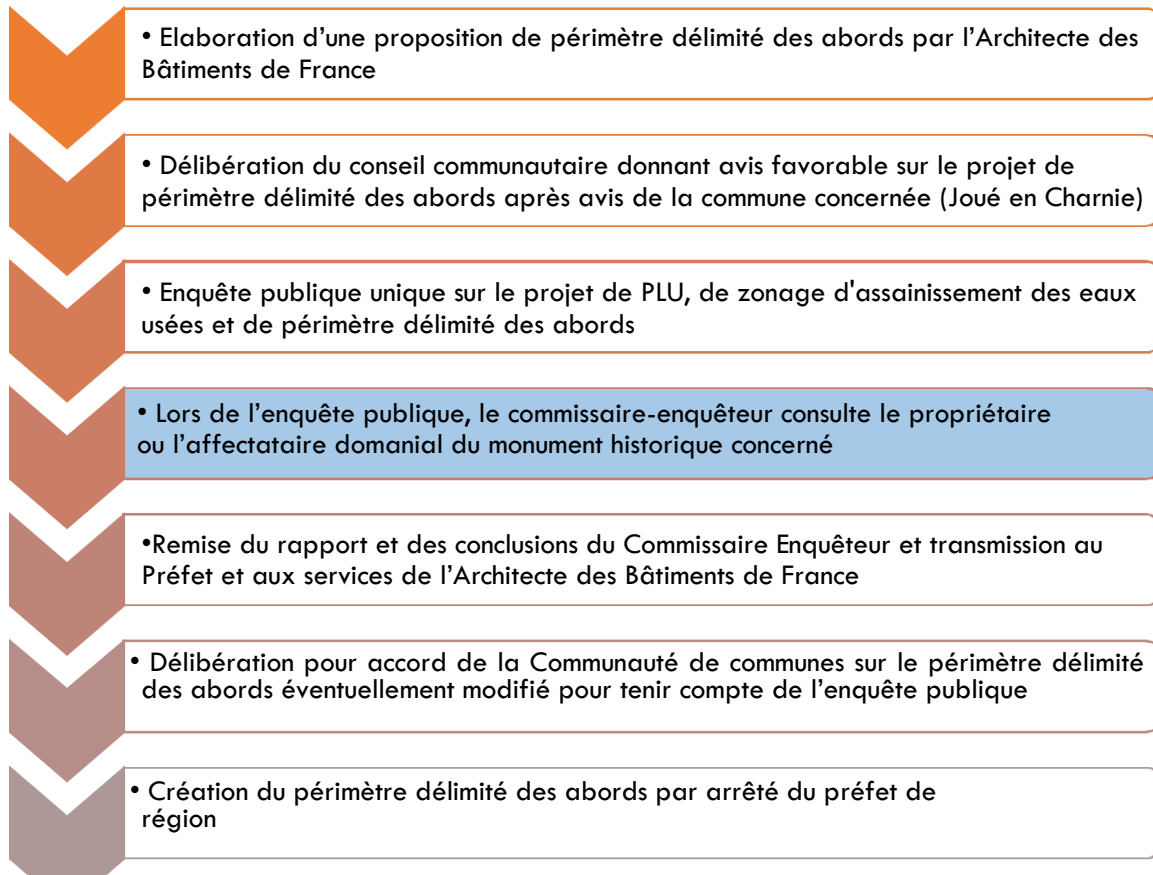 • Elaboration d’une proposition de périmètre délimité des abords par l’Architecte des
Bâtiments de France
• Délibération du conseil communautaire donnant avis favorable sur le projet de
périmètre délimité des abords après avis de la commune concernée (Joué en Charnie)
• Enquête publique unique sur le projet de PLU, de zonage d'assainissement des eaux
usées et de périmètre délimité des abords
• Lors de l’enquête publique, le commissaire-enquêteur consulte le propriétaire
ou l’affectataire domanial du monument historique concerné
•Remise du rapport et des conclusions du Commissaire Enquêteur et transmission au
Préfet et aux services de l’Architecte des Bâtiments de France
• Délibération pour accord de la Communauté de communes sur le périmètre délimité
des abords éventuellement modifié pour tenir compte de l’enquête publique
• Création du périmètre délimité des abords par arrêté du préfet de
région